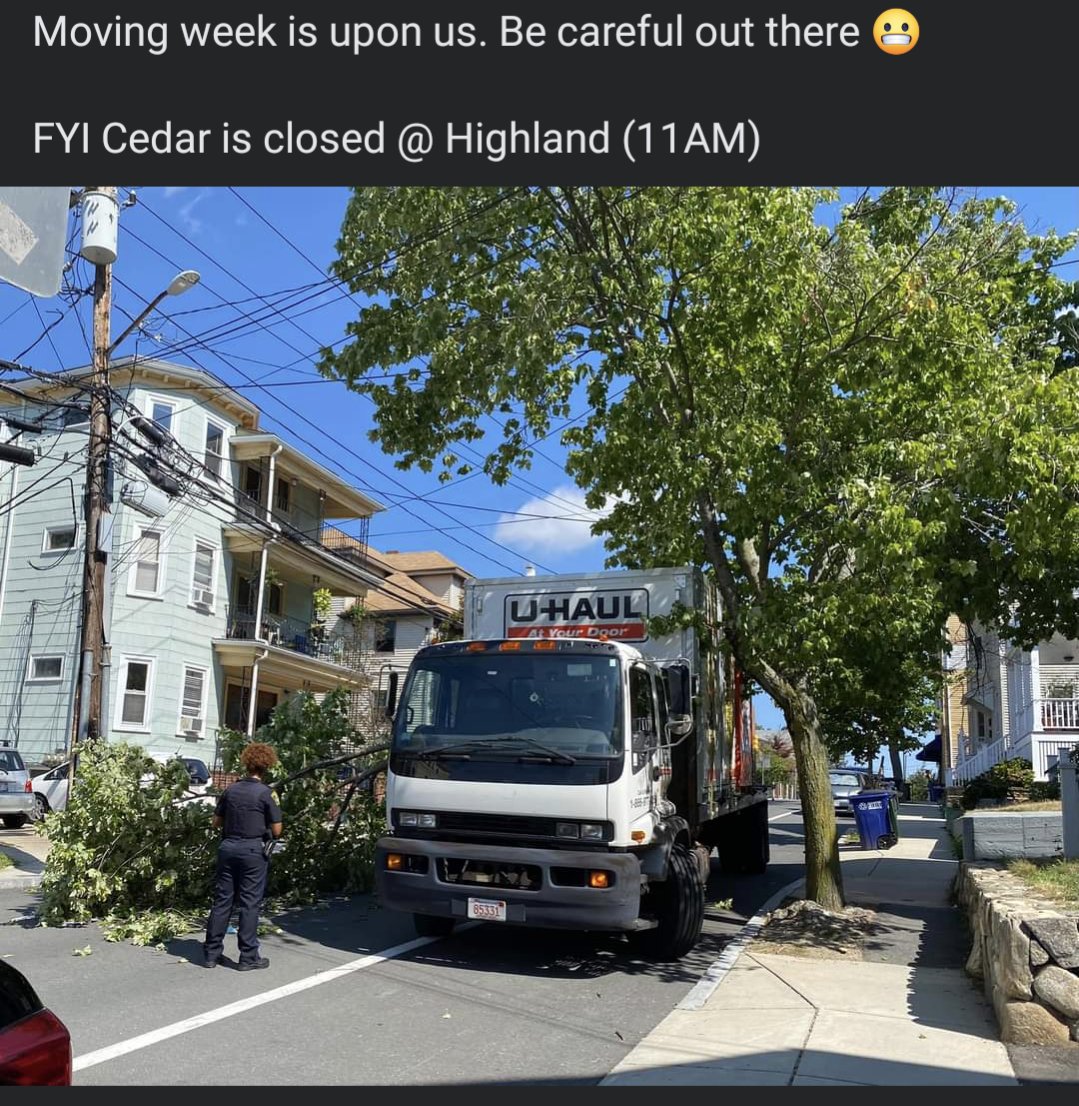 Moving week is upon us. Be careful out there 😬
FYI Cedar is closed @ Highland (11AM)
U-HAUL
At Your Door
85331